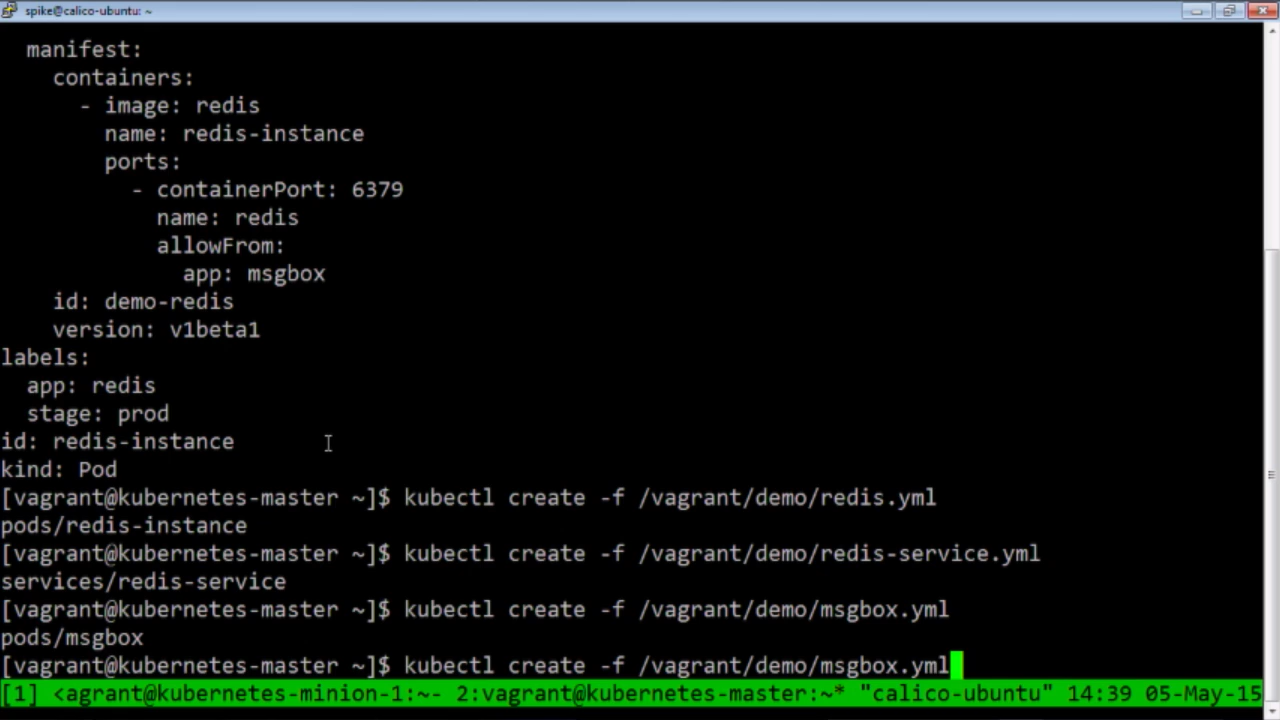 spike@calico-ubuntu: ~
manifest:
containers:
- image: redis
name: redis-instance
ports:
- containerPort: 6379
name: redis
allowFrom:
app: msgbox
id: demo-redis
version: v1beta1
labels:
app: redis
stage: prod
id: redis-instance
kind: Pod
[vagrant@kubernetes-master ~]$ kubectl create -f /vagrant/demo/redis.yml
pods/redis-instance
[vagrant@kubernetes-master ~]$ kubectl create -f /vagrant/demo/redis-service.yml
services/redis-service
[vagrant@kubernetes-master ~]$ kubectl create -f /vagrant/demo/msgbox.yml
pods/msgbox
[vagrant@kubernetes-master ~]$ kubectl create -f /vagrant/demo/msgbox.yml
[1] <agrant@kubernetes-minion-1:~- 2:vagrant@kubernetes-master:~* "calico-ubuntu" 14:39 05-May-15